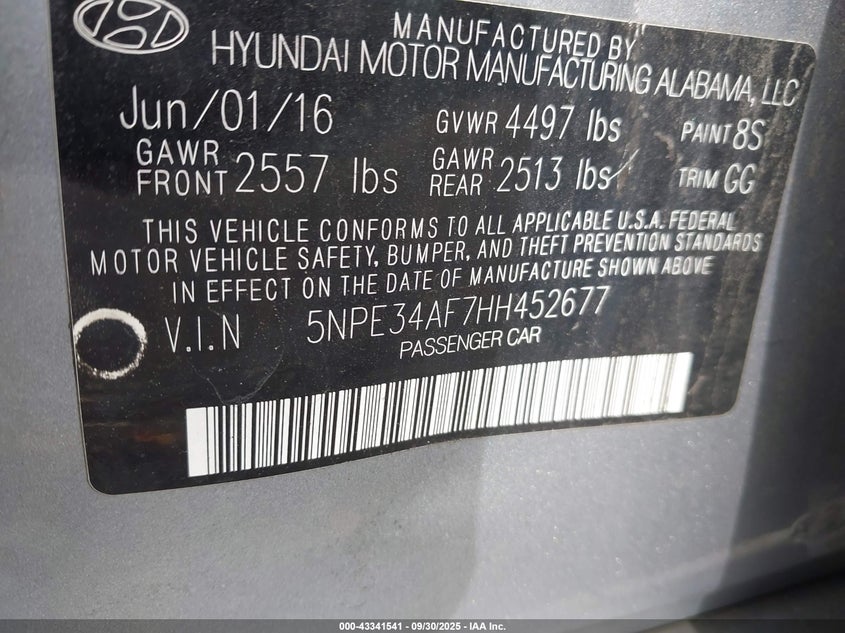 MANUFACTURED BY
HYUNDAI MOTOR MANUFACTURING ALABAMA, LLC
Jun/01/16 GVWR 4497 lbs PAINT 8S
GAWR FRONT 2557 lbs GAWR REAR 2513 lbs TRIM GG
THIS VEHICLE CONFORMS TO ALL APPLICABLE U.S.A. FEDERAL
MOTOR VEHICLE SAFETY, BUMPER, AND THEFT PREVENTION STANDARDS
IN EFFECT ON THE DATE OF MANUFACTURE SHOWN ABOVE
V.I.N 5NPE34AF7HH452677
PASSENGER CAR
000-43341541 - 09/30/2025 - IAA Inc.